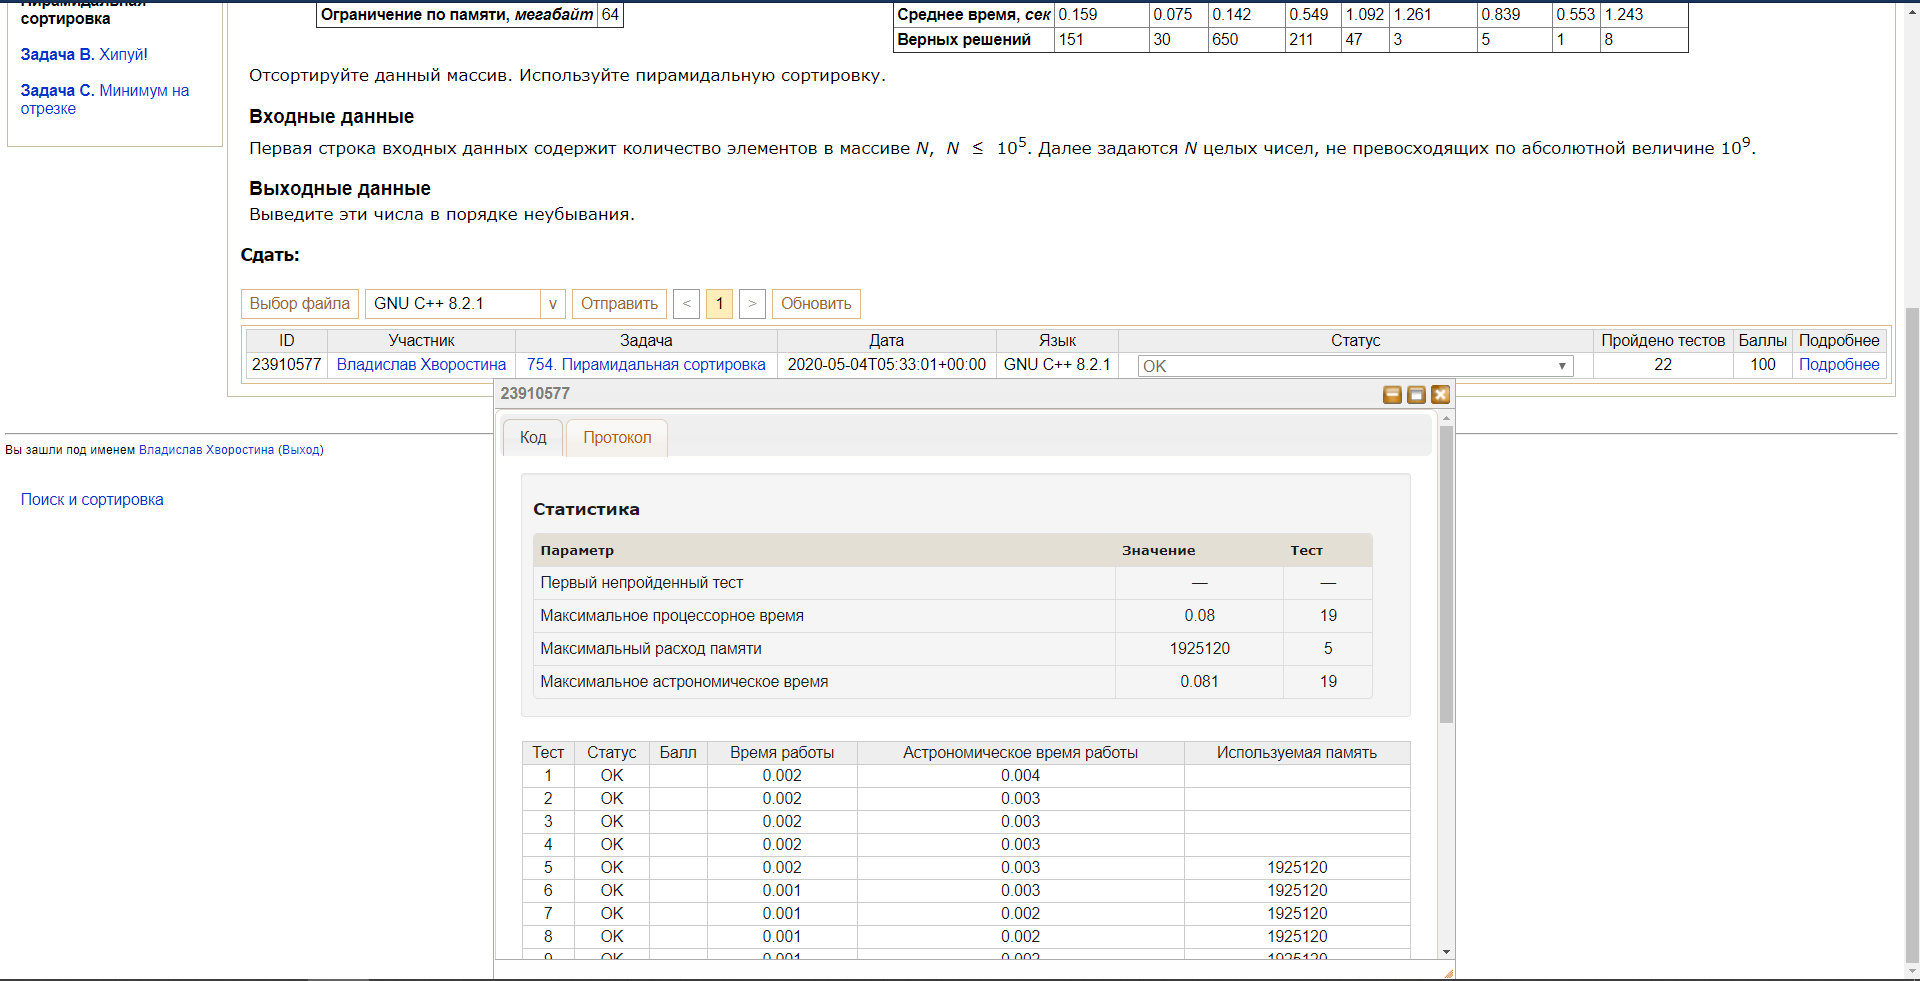 Пирамидальная
сортировка
Задача B. Хипуй!
Задача C. Минимум на
отрезке
Ограничение по памяти, мегабайт 64
Среднее время, сек 0.159 0.075 0.142 0.549 1.092 1.261 0.839 0.553 1.243
Верных решений 151 30 650 211 47 3 5 1 8
Отсортируйте данный массив. Используйте пирамидальную сортировку.
Входные данные
Первая строка входных данных содержит количество элементов в массиве N, N ≤ 10⁵. Далее задаются N целых чисел, не превосходящих по абсолютной величине 10⁹.
Выходные данные
Выведите эти числа в порядке неубывания.
Сдать:
Выбор файла GNU C++ 8.2.1 v Отправить < 1 > Обновить
ID Участник Задача Дата Язык Статус Пройдено тестов Баллы Подробнее
23910577 Владислав Хворостина 754. Пирамидальная сортировка 2020-05-04T05:33:01+00:00 GNU C++ 8.2.1 OK 22 100 Подробнее
Вы зашли под именем Владислав Хворостина (Выход)
Поиск и сортировка
23910577
Код Протокол
Статистика
Параметр Значение Тест
Первый непройденный тест — —
Максимальное процессорное время 0.08 19
Максимальный расход памяти 1925120 5
Максимальное астрономическое время 0.081 19
Тест Статус Балл Время работы Астрономическое время работы Используемая память
1 OK 0.002 0.004
2 OK 0.002 0.003
3 OK 0.002 0.003
4 OK 0.002 0.003
5 OK 0.002 0.003 1925120
6 OK 0.001 0.003 1925120
7 OK 0.001 0.002 1925120
8 OK 0.001 0.002 1925120
9 OK 0.001 0.002 1925120